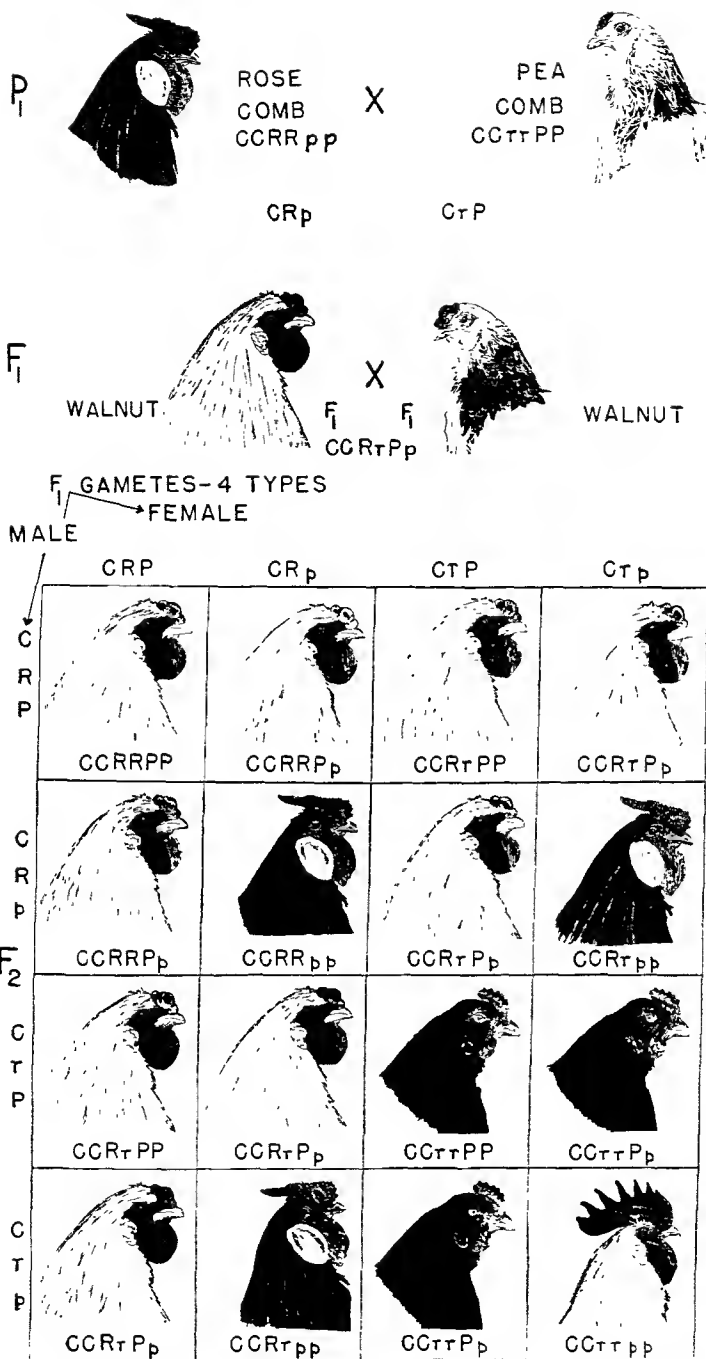 P1
ROSE
COMB
CCRRpp
X
PEA
COMB
CCrrPP
CRp
CrP
F1
WALNUT
X
F1 F1
CCRrPp
WALNUT
F1 GAMETES-4 TYPES
FEMALE
MALE
CRP CRp CrP Crp
C
R
P
CCRRPP CCRRPp CCRrPP CCRrPp
C
R
p
CCRRPp CCRRpp CCRrPp CCRrpp
F2
C
r
P
CCRrPP CCRrPp CCrrPP CCrrPp
C
r
p
CCRrPp CCRrpp CCrrPp CCrrpp